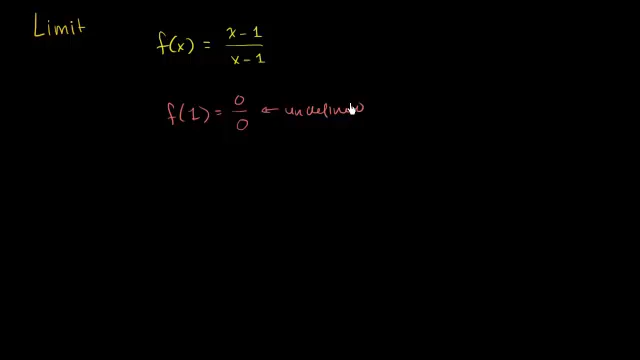 Limit
f(x) = x-1 / x-1
f(1) = 0 / 0 ← undefined